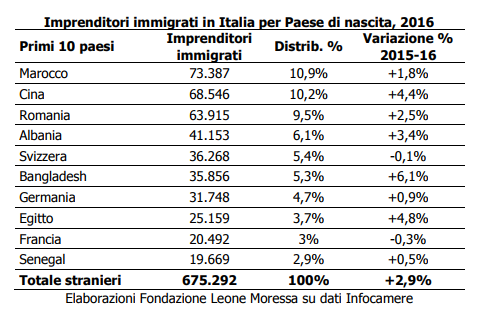 Imprenditori immigrati in Italia per Paese di nascita, 2016
Primi 10 paesi Imprenditori immigrati Distrib. % Variazione % 2015-16
Marocco 73.387 10,9% +1,8%
Cina 68.546 10,2% +4,4%
Romania 63.915 9,5% +2,5%
Albania 41.153 6,1% +3,4%
Svizzera 36.268 5,4% -0,1%
Bangladesh 35.856 5,3% +6,1%
Germania 31.748 4,7% +0,9%
Egitto 25.159 3,7% +4,8%
Francia 20.492 3% -0,3%
Senegal 19.669 2,9% +0,5%
Totale stranieri 675.292 100% +2,9%
Elaborazioni Fondazione Leone Moressa su dati Infocamere